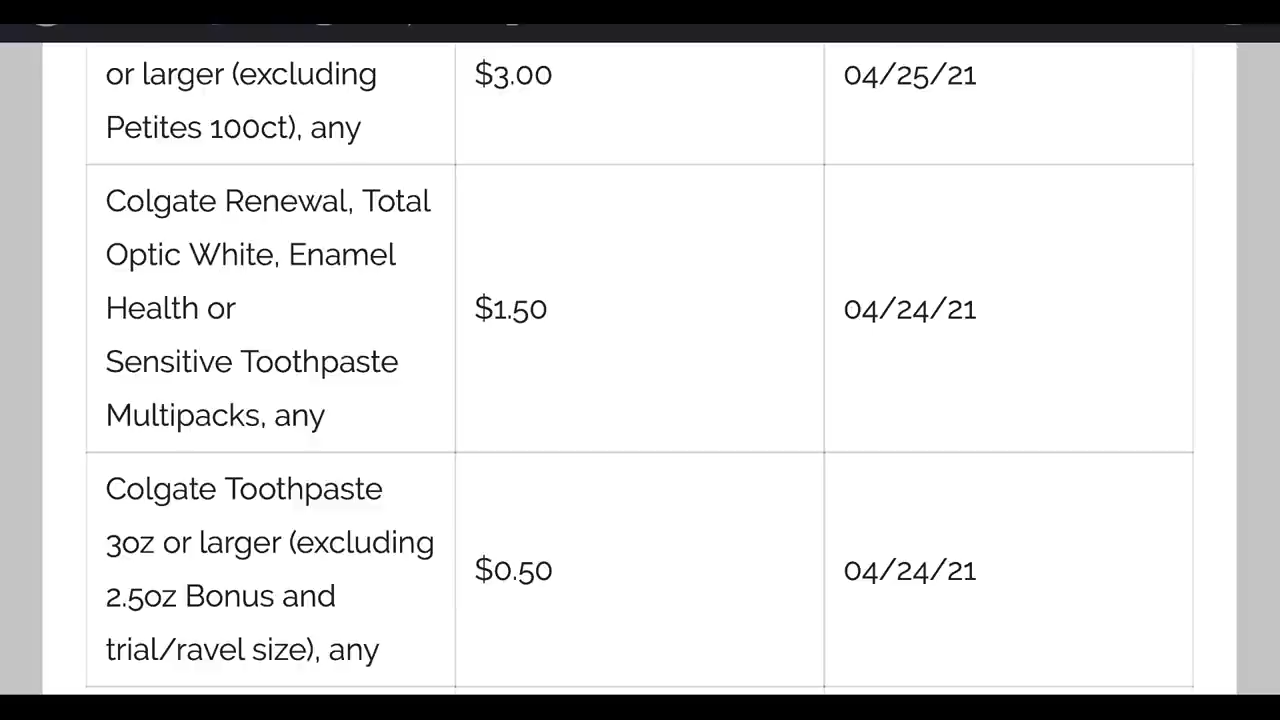 or larger (excluding
Petites 100ct), any
$3.00
04/25/21
Colgate Renewal, Total
Optic White, Enamel
Health or
Sensitive Toothpaste
Multipacks, any
$1.50
04/24/21
Colgate Toothpaste
3oz or larger (excluding
2.5oz Bonus and
trial/ravel size), any
$0.50
04/24/21